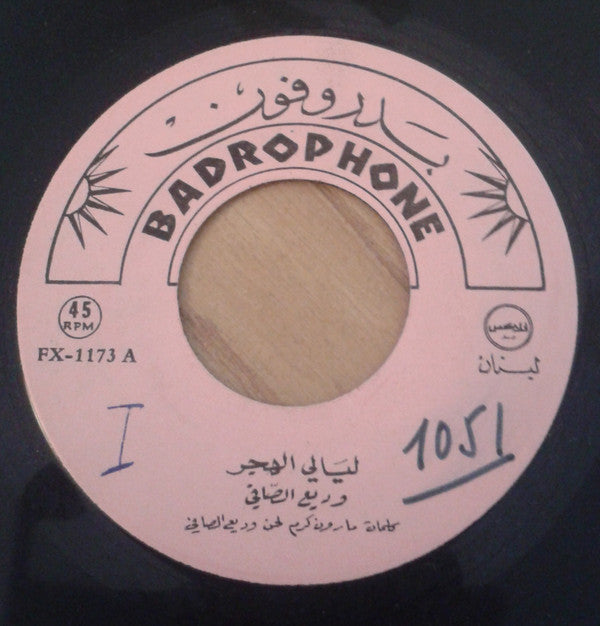 بدروفون
BADROPHONE
45
RPM
FX-1173 A
لبنان
I
1051
ليالي الهجر
وديع الصافي
كلمات مارون كرم لحن وديع الصافي